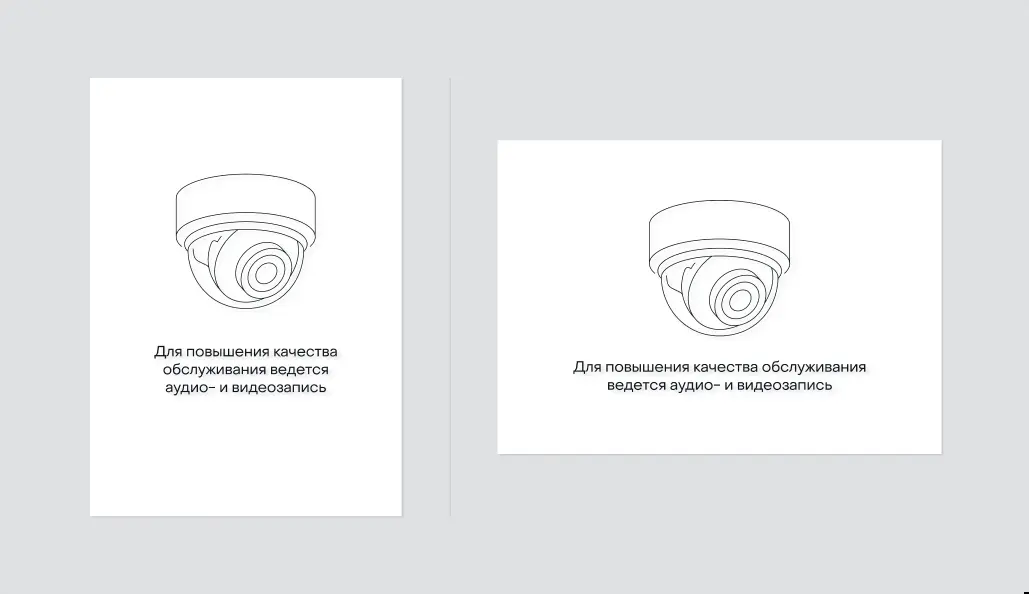 Для повышения качества
обслуживания ведется
аудио- и видеозапись
Для повышения качества обслуживания
ведется аудио- и видеозапись